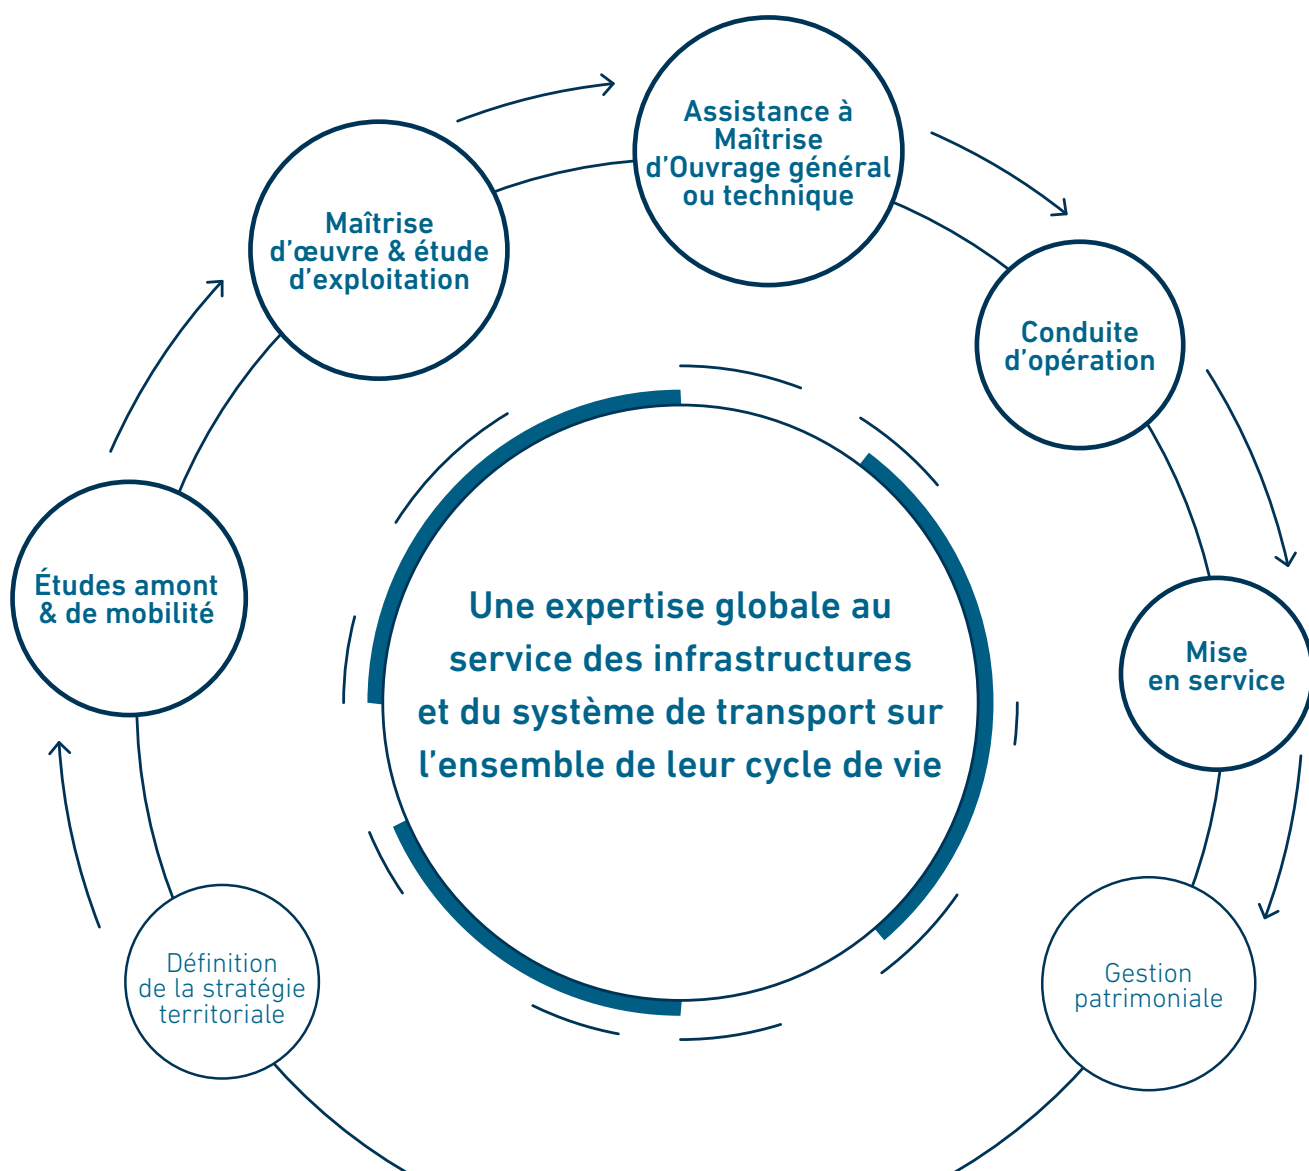 Assistance à
Maîtrise
d’Ouvrage général
ou technique
Maîtrise
d’œuvre & étude
d’exploitation
Conduite
d’opération
Études amont
& de mobilité
Une expertise globale au
service des infrastructures
et du système de transport sur
l’ensemble de leur cycle de vie
Mise
en service
Définition
de la stratégie
territoriale
Gestion
patrimoniale